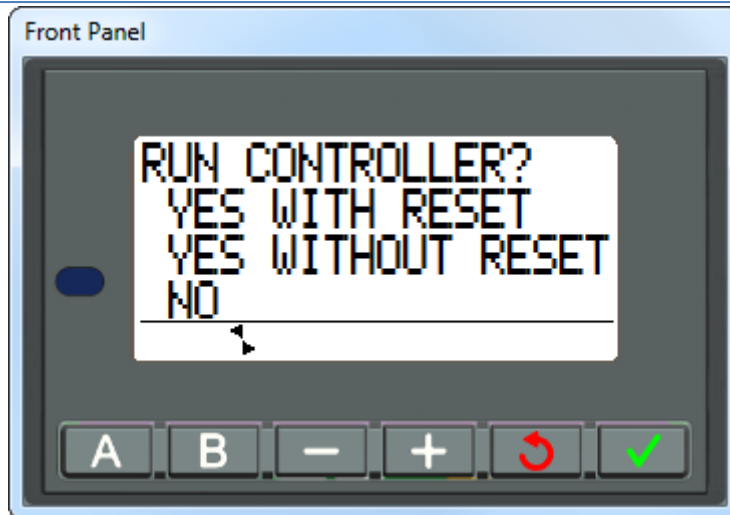 Front Panel
RUN CONTROLLER?
YES WITH RESET
YES WITHOUT RESET
NO
A B − +